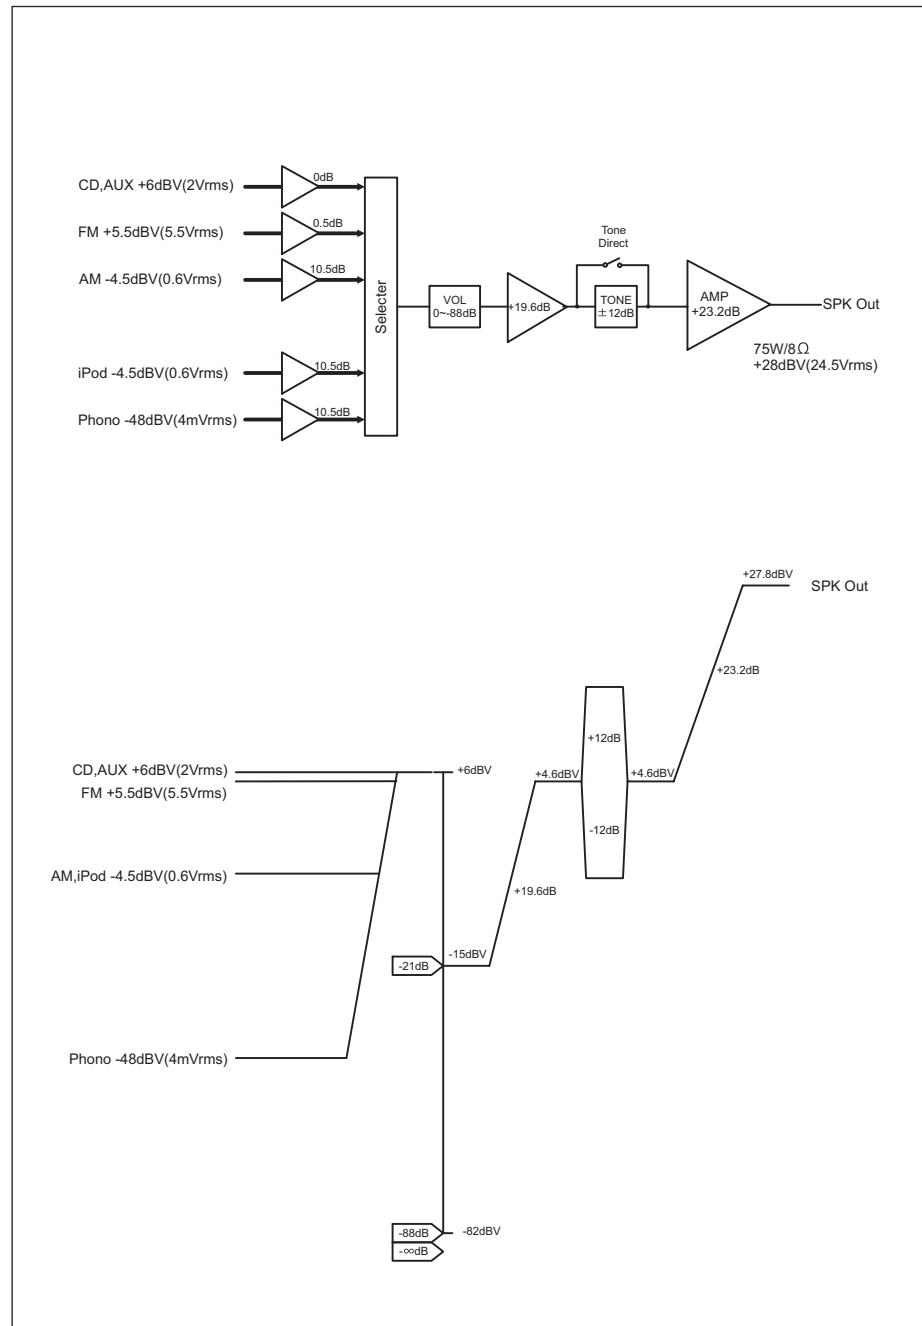 CD,AUX +6dBV(2Vrms)
0dB
FM +5.5dBV(5.5Vrms)
0.5dB
AM -4.5dBV(0.6Vrms)
10.5dB
iPod -4.5dBV(0.6Vrms)
10.5dB
Phono -48dBV(4mVrms)
10.5dB
Selecter
VOL
0~-88dB
+19.6dB
Tone
Direct
TONE
±12dB
AMP
+23.2dB
SPK Out
75W/8Ω
+28dBV(24.5Vrms)
+27.8dBV
SPK Out
+23.2dB
+12dB
CD,AUX +6dBV(2Vrms)
+6dBV
+4.6dBV
+4.6dBV
FM +5.5dBV(5.5Vrms)
-12dB
AM,iPod -4.5dBV(0.6Vrms)
+19.6dB
-15dBV
-21dB
Phono -48dBV(4mVrms)
-88dB
-82dBV
-∞dB